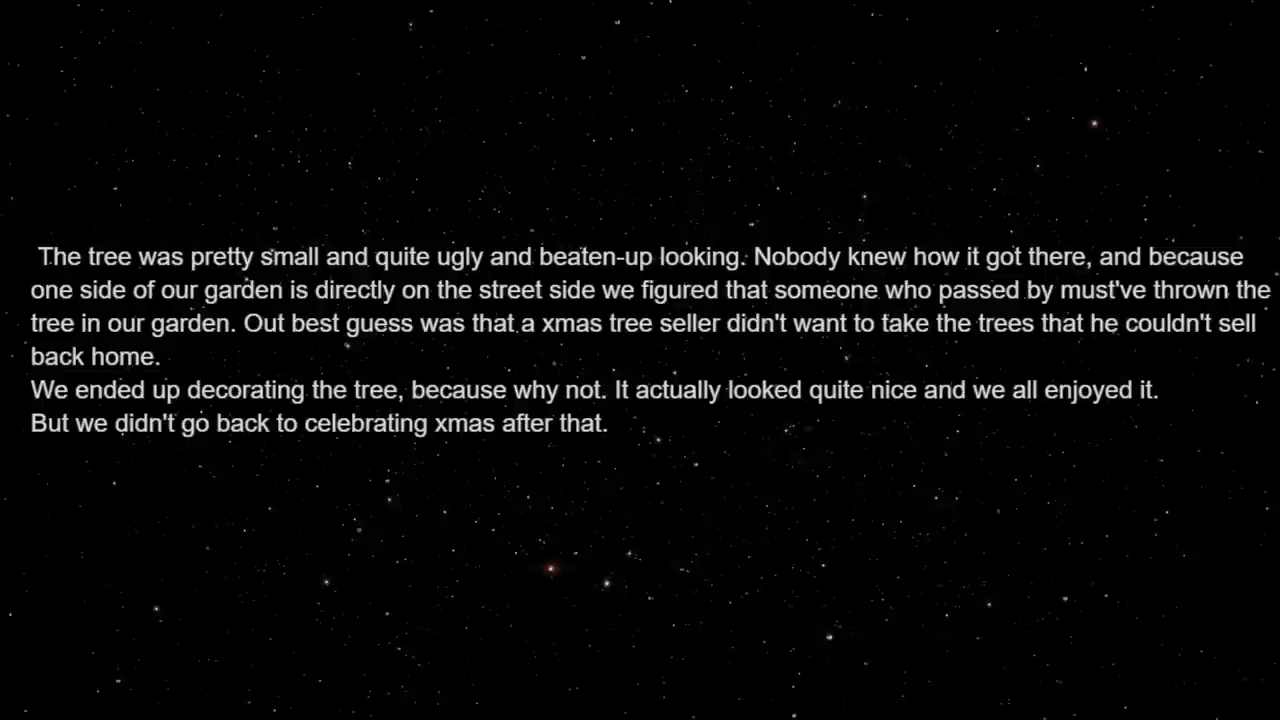 The tree was pretty small and quite ugly and beaten-up looking. Nobody knew how it got there, and because
one side of our garden is directly on the street side we figured that someone who passed by must've thrown the
tree in our garden. Out best guess was that a xmas tree seller didn't want to take the trees that he couldn't sell
back home.
We ended up decorating the tree, because why not. It actually looked quite nice and we all enjoyed it.
But we didn't go back to celebrating xmas after that.